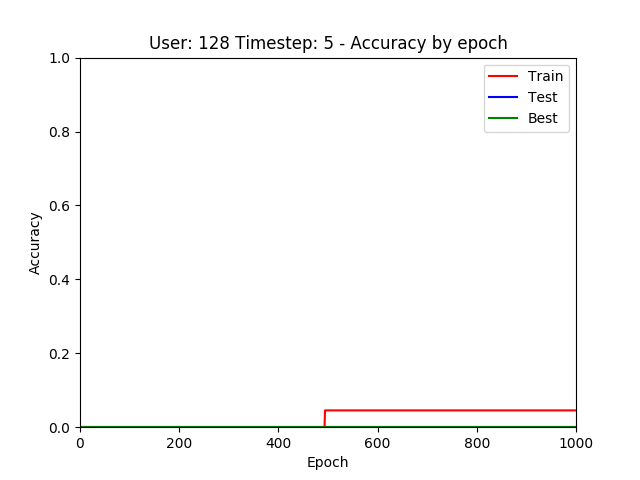 User: 128 Timestep: 5 - Accuracy by epoch
1.0
Train
Test
Best
0.8
0.6
Accuracy
0.4
0.2
0.0
0 200 400 600 800 1000
Epoch